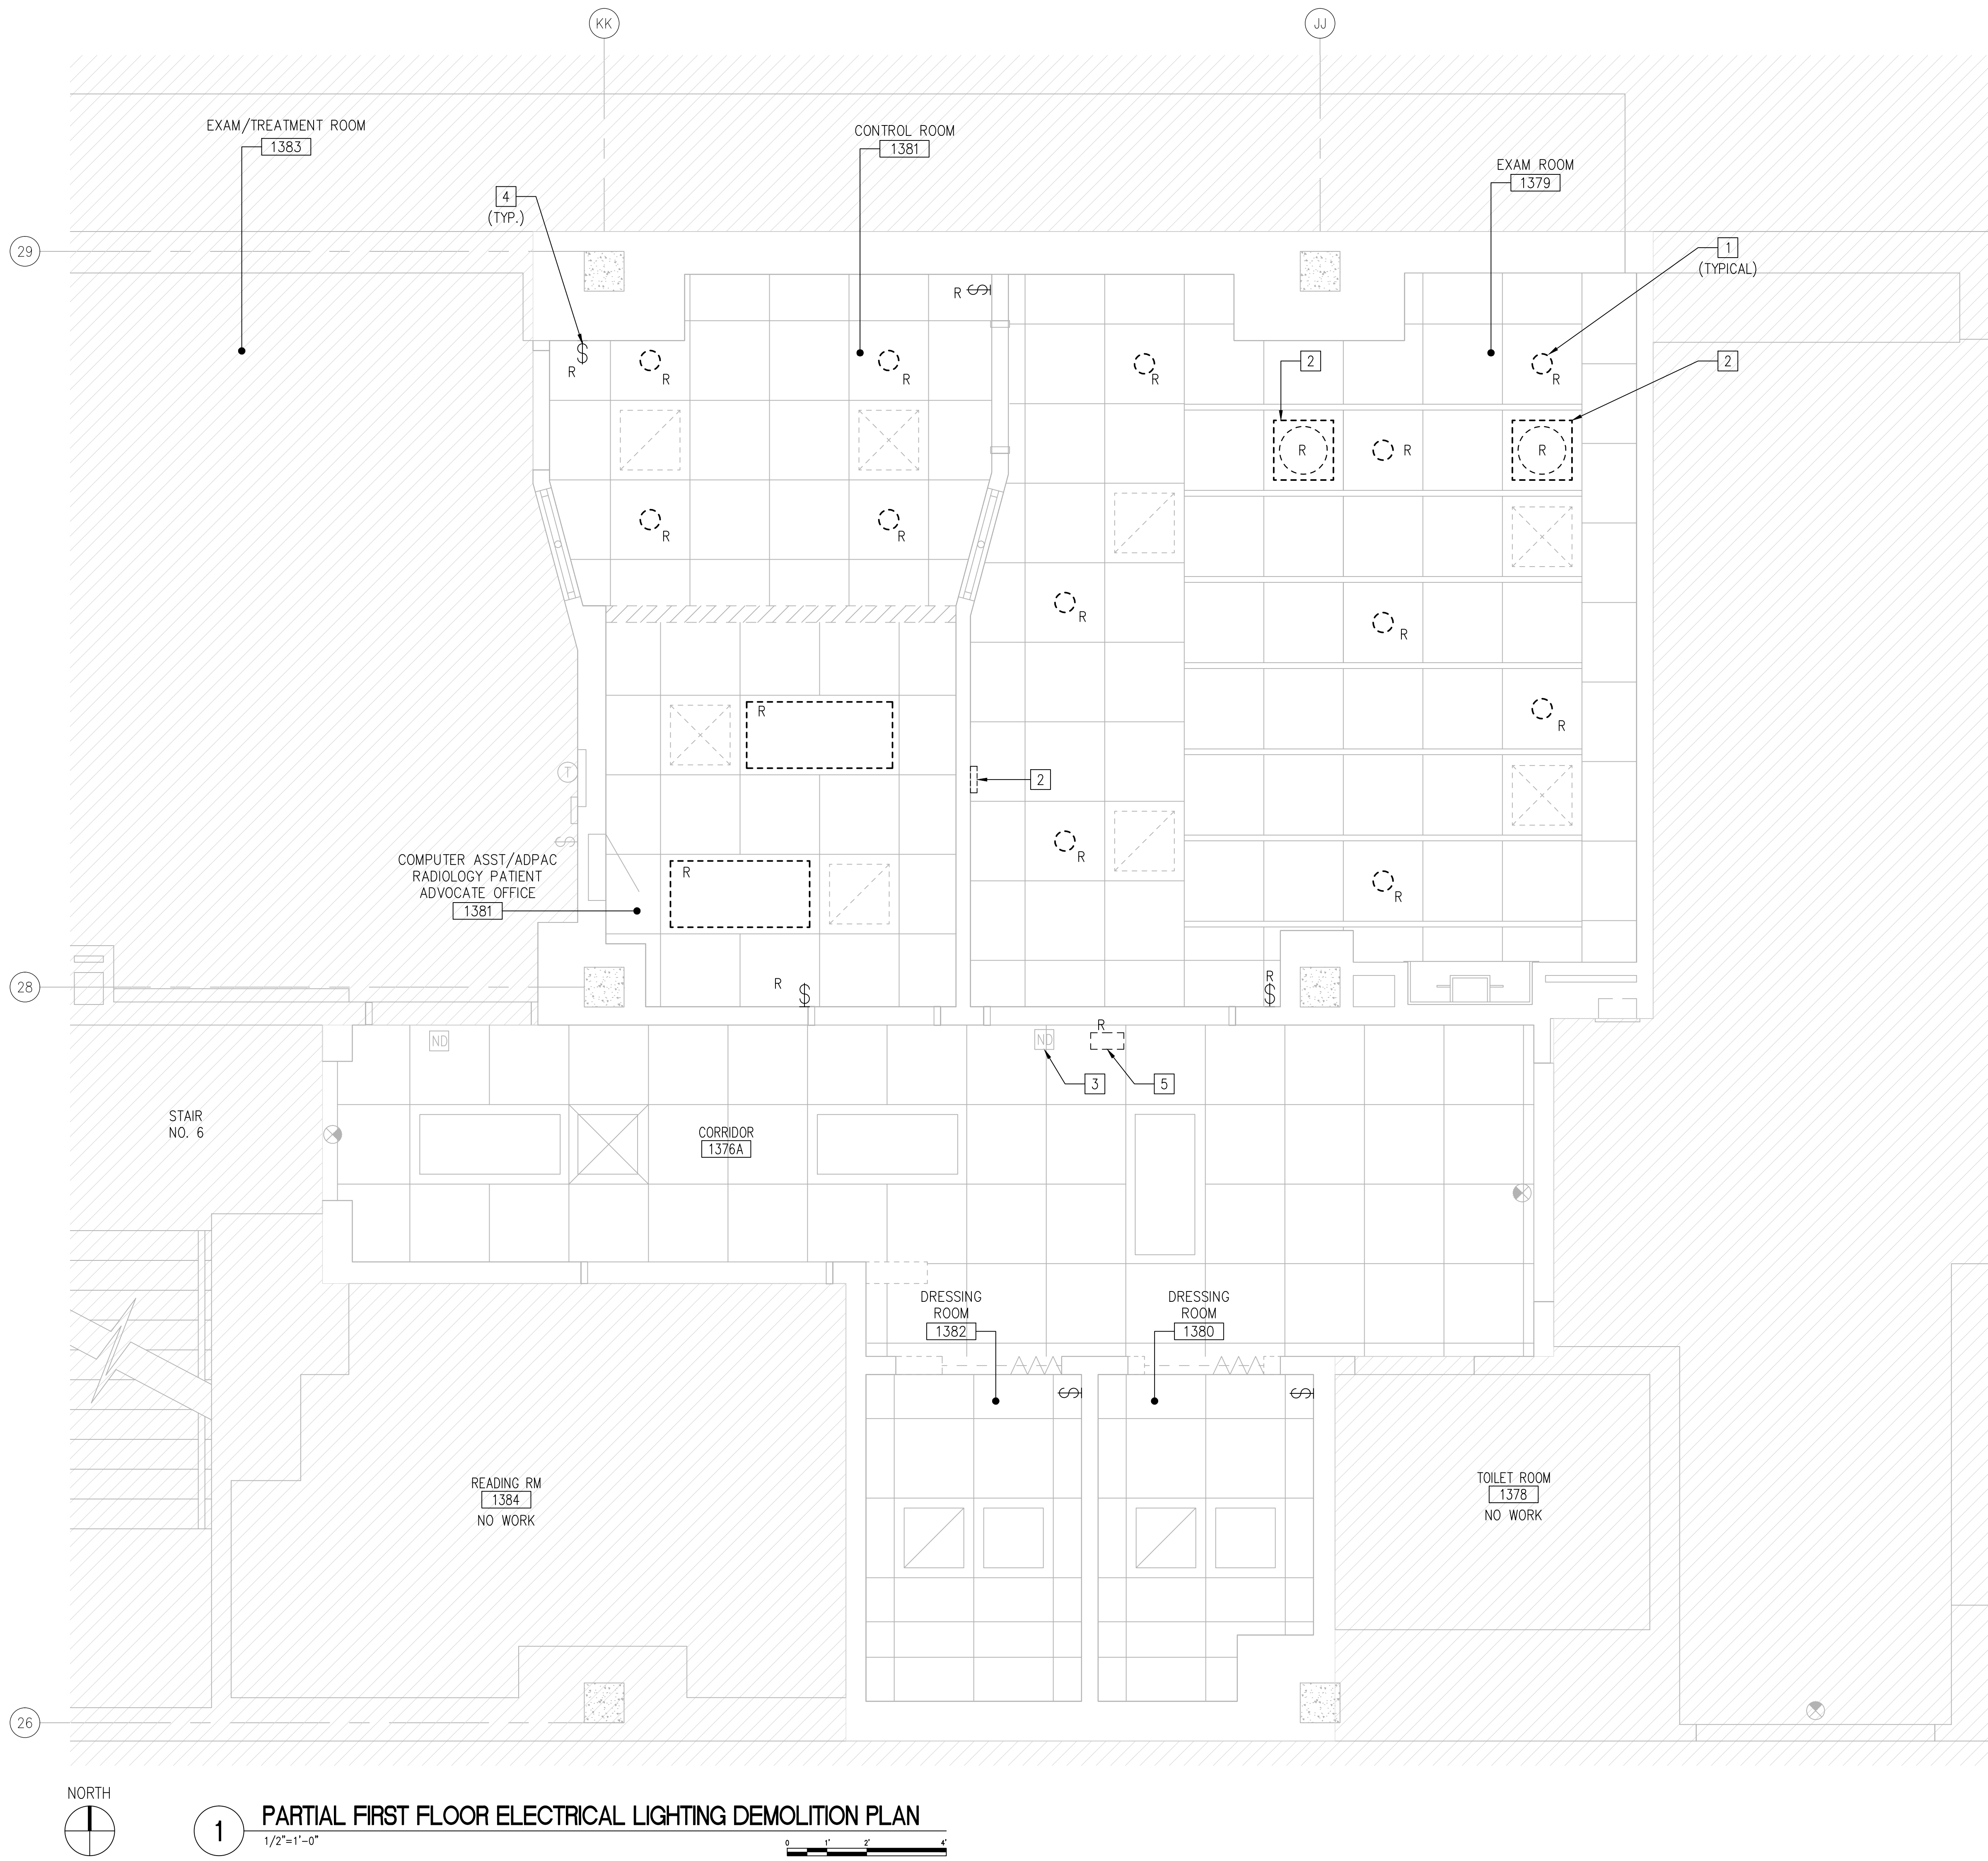 KK
JJ
EXAM/TREATMENT ROOM
1383
CONTROL ROOM
1381
EXAM ROOM
1379
4
(TYP.)
1
(TYPICAL)
29
R
R
R
R
R
R
2
2
R
R
R
R
R
R
R
R
R
T
2
R
R
R
COMPUTER ASST/ADPAC
RADIOLOGY PATIENT
ADVOCATE OFFICE
1381
R
28
R
R
ND
ND
R
3
5
STAIR
NO. 6
CORRIDOR
1376A
DRESSING
ROOM
1382
DRESSING
ROOM
1380
READING RM
1384
NO WORK
TOILET ROOM
1378
NO WORK
26
NORTH
1
PARTIAL FIRST FLOOR ELECTRICAL LIGHTING DEMOLITION PLAN
1/2"=1'-0"
0 1' 2' 4'